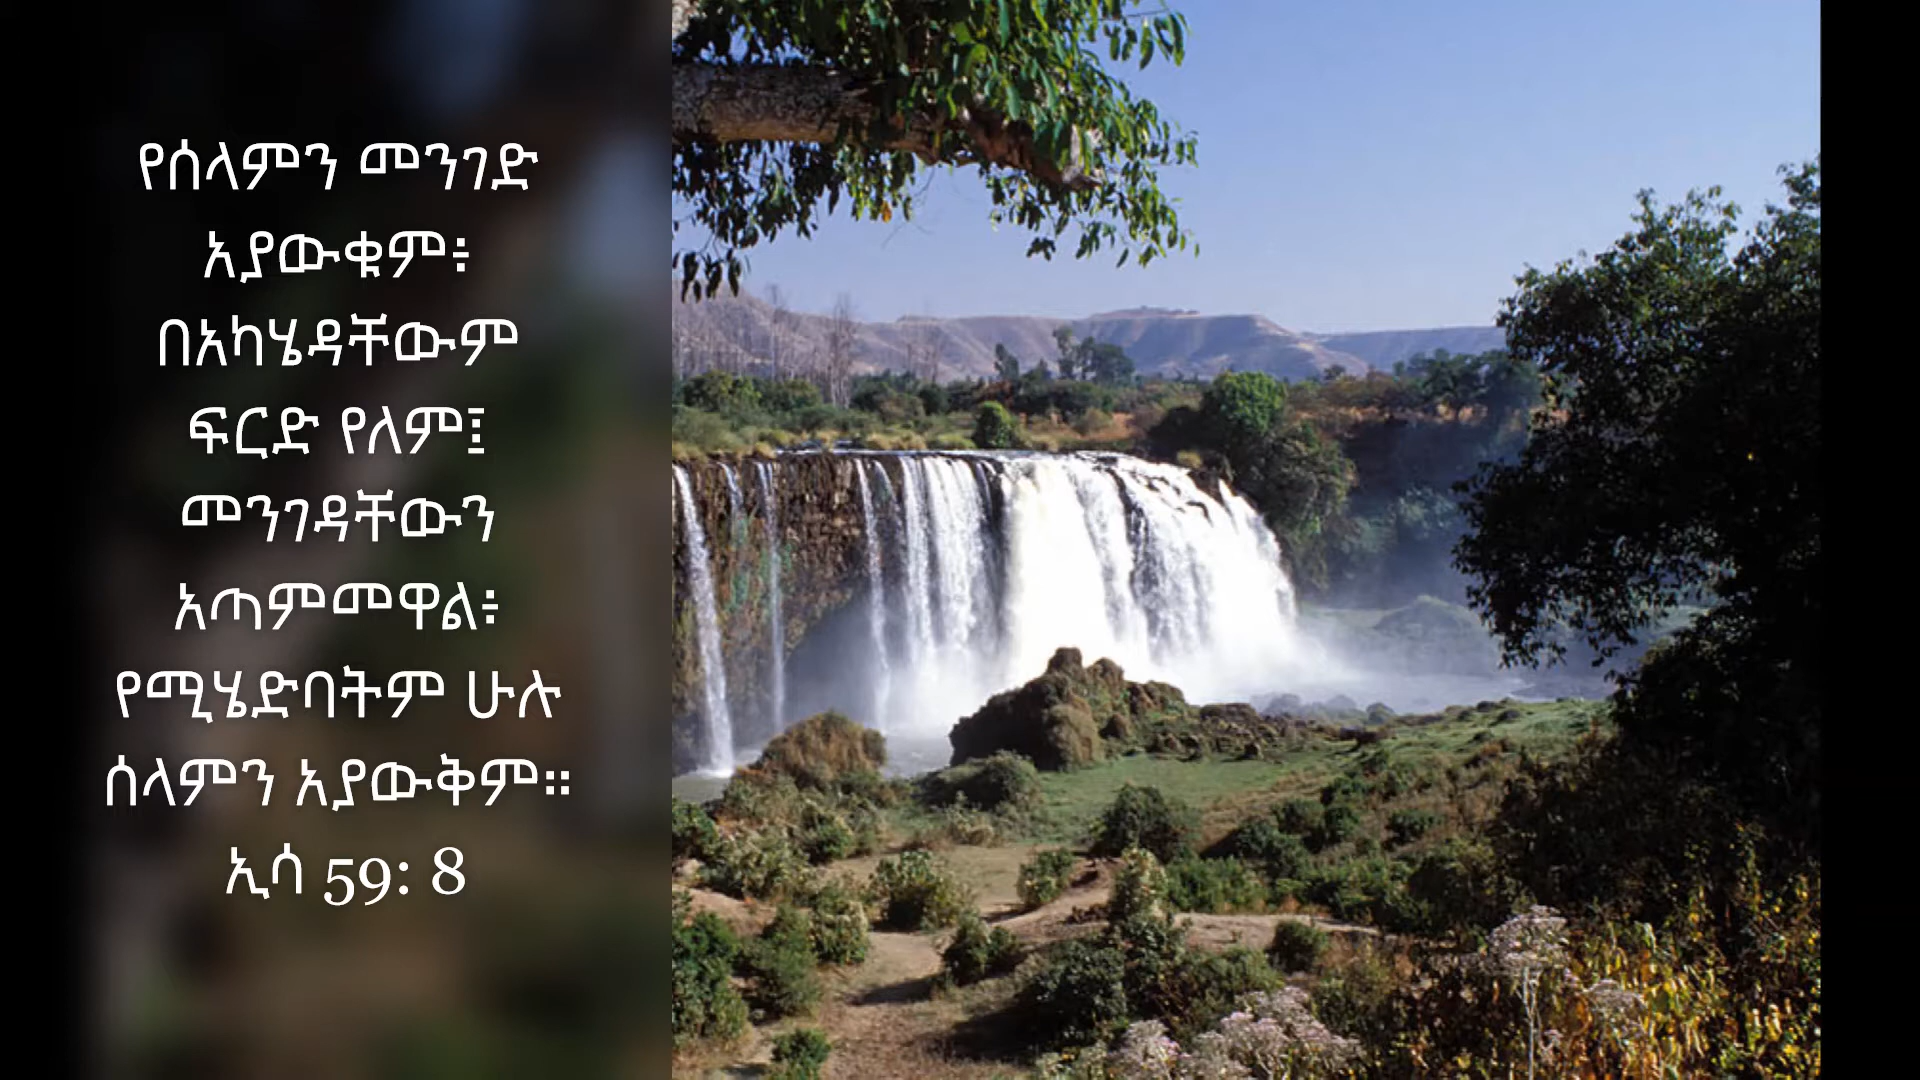 የሰላምን መንገድ
አያውቁም፥
በአካሄዳቸውም
ፍርድ የለም፤
መንገዳቸውን
አጣምመዋል፥
የሚሄድባትም ሁሉ
ሰላምን አያውቅም።
ኢሳ 59: 8